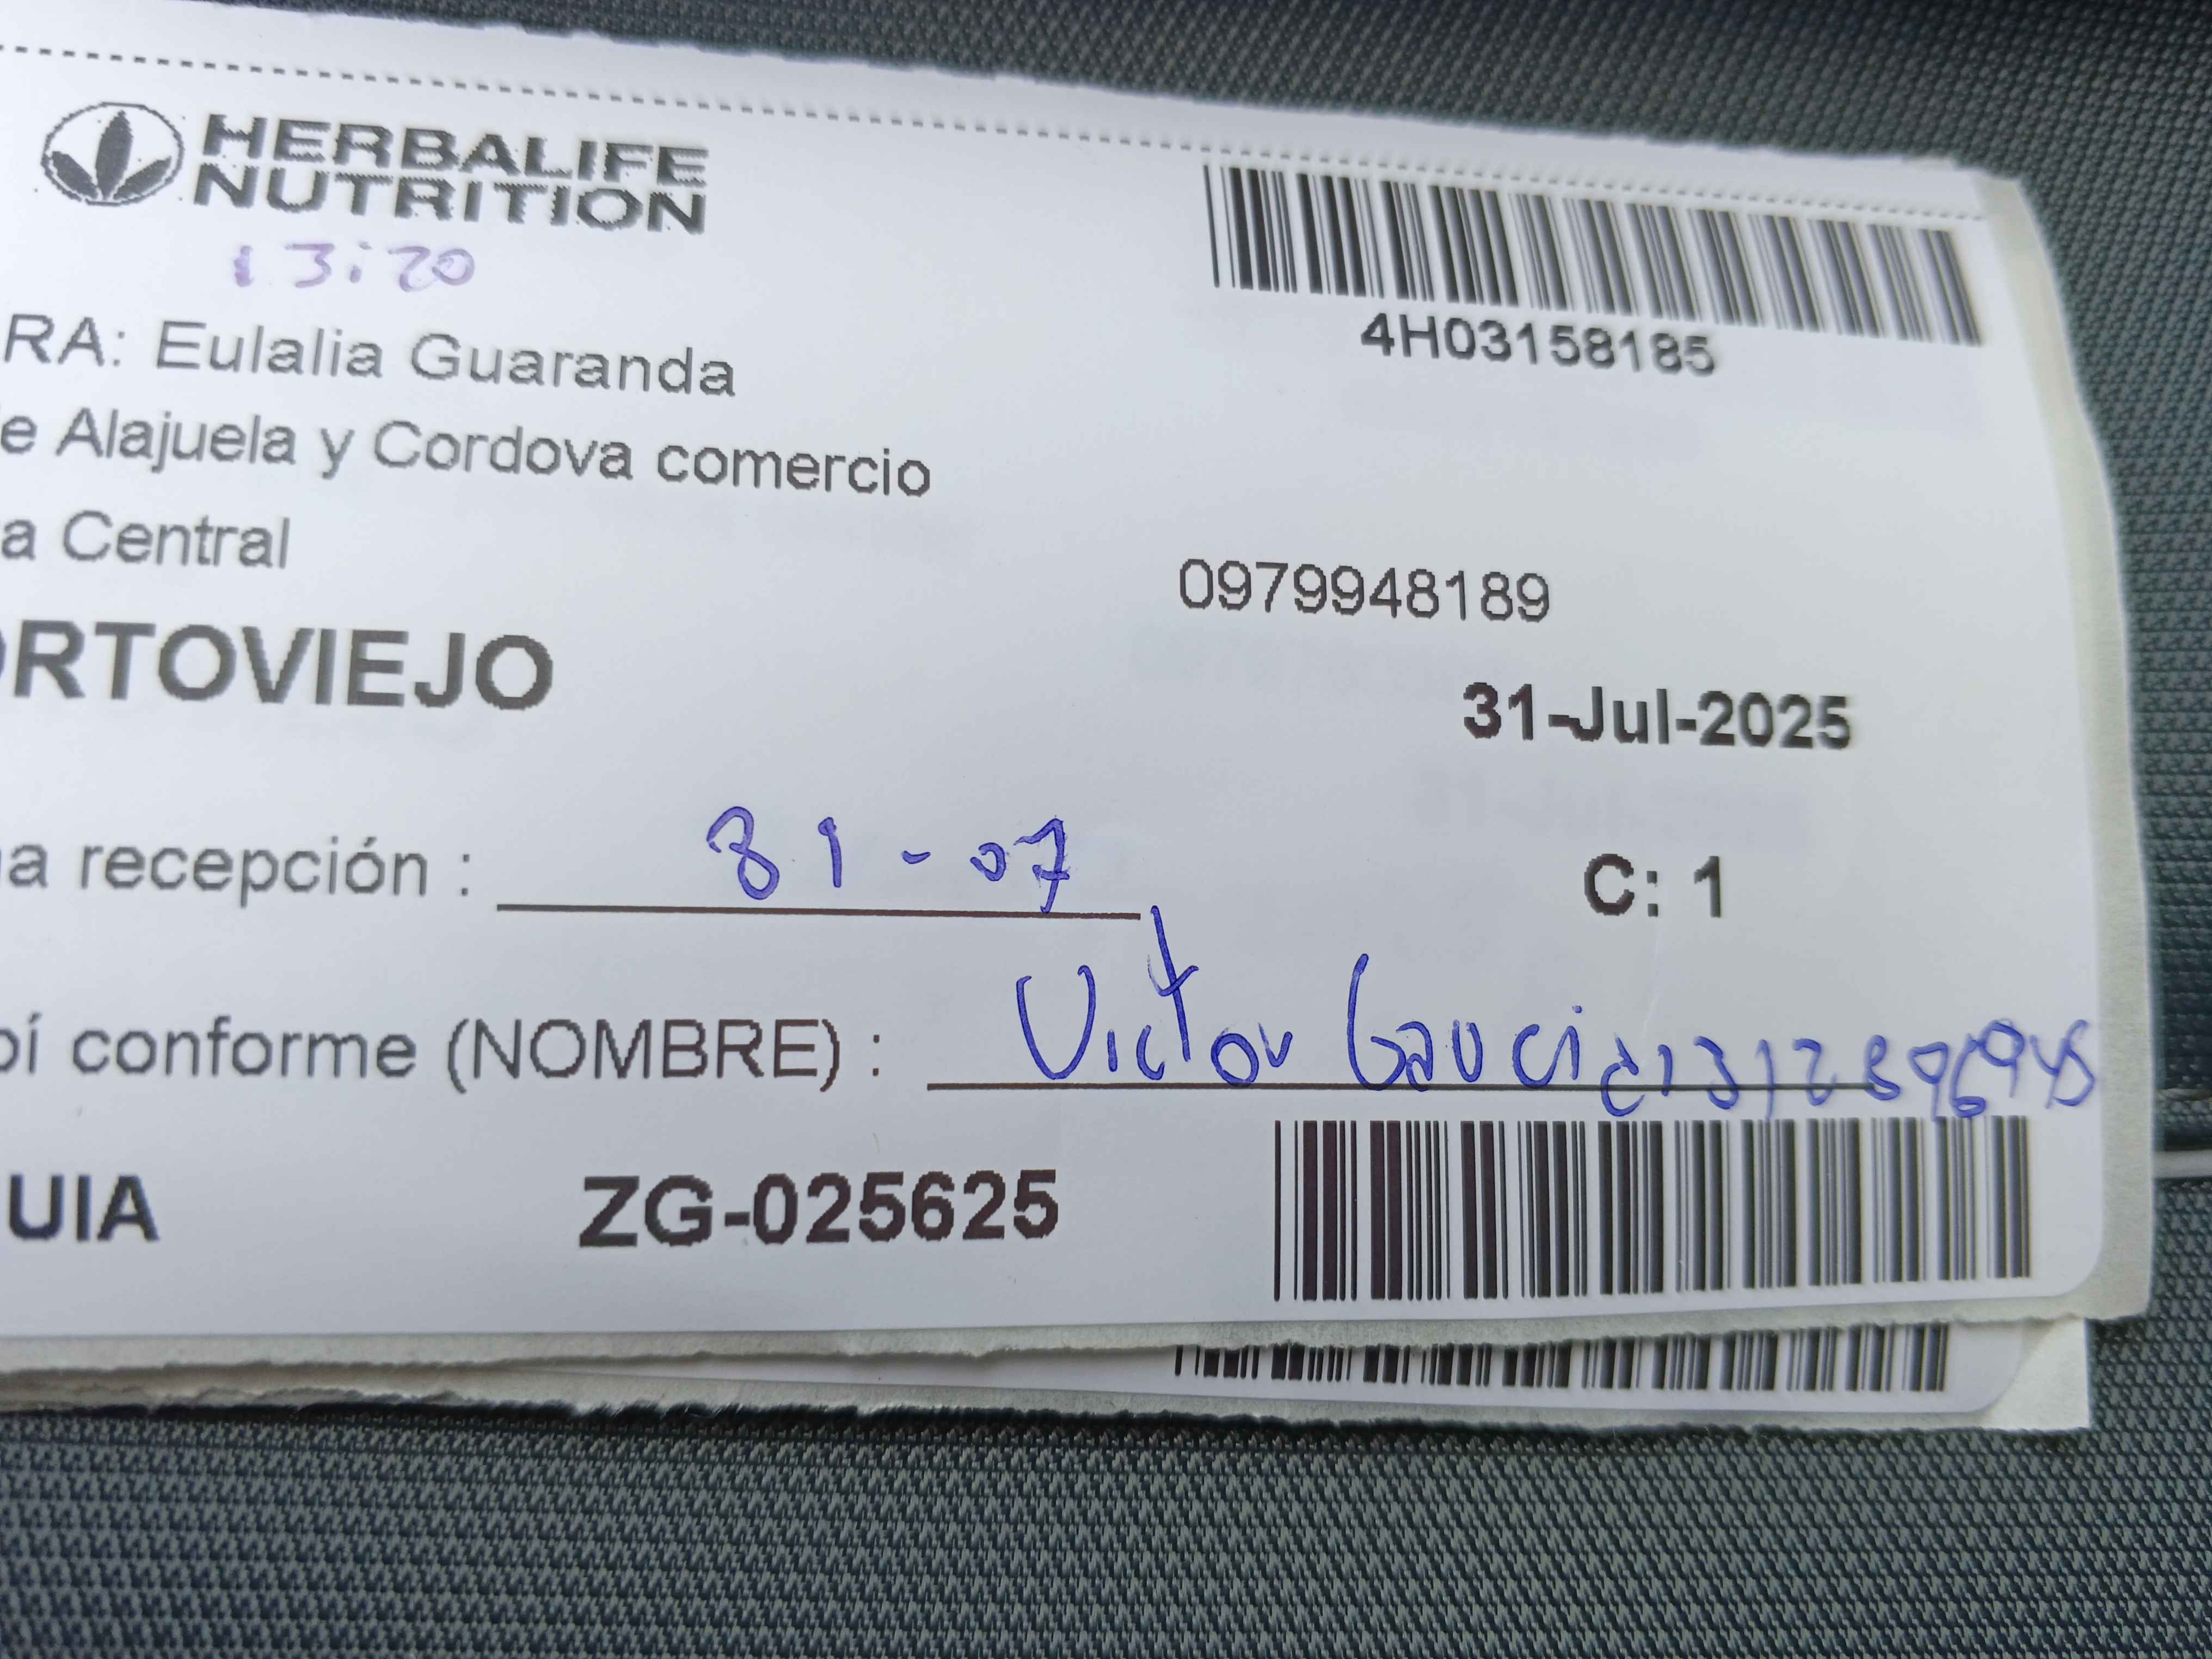 HERBALIFE
NUTRITION
13:20
4H03158185
RA: Eulalia Guaranda
e Alajuela y Cordova comercio
a Central
0979948189
ORTOVIEJO
31-Jul-2025
a recepción : 31-07
C: 1
bí conforme (NOMBRE) : Victor
UIA ZG-025625